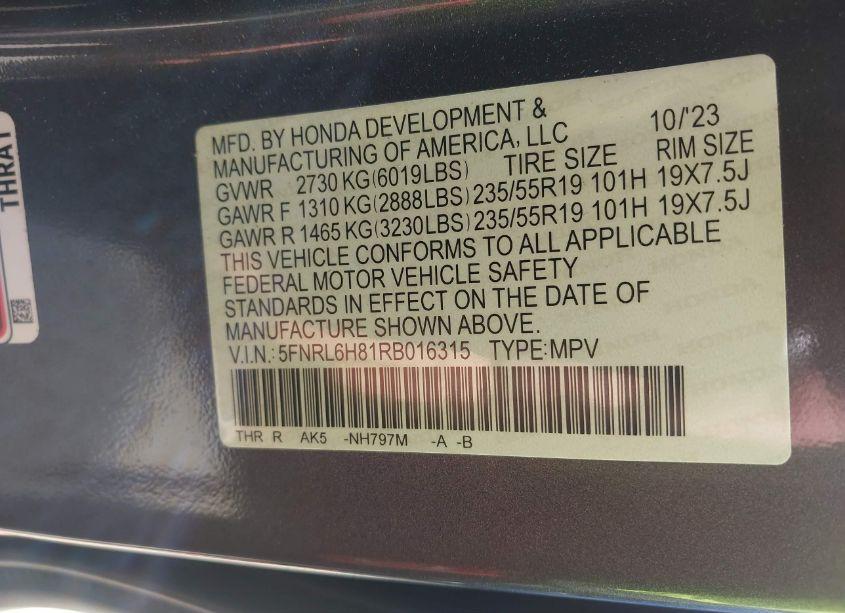 MFD. BY HONDA DEVELOPMENT & 10/'23
MANUFACTURING OF AMERICA, LLC RIM SIZE
GVWR 2730 KG(6019LBS) TIRE SIZE
GAWR F 1310 KG(2888LBS) 235/55R19 101H 19X7.5J
GAWR R 1465 KG(3230LBS) 235/55R19 101H 19X7.5J
THIS VEHICLE CONFORMS TO ALL APPLICABLE
FEDERAL MOTOR VEHICLE SAFETY
STANDARDS IN EFFECT ON THE DATE OF
MANUFACTURE SHOWN ABOVE.
V.I.N.: 5FNRL6H81RB016315 TYPE:MPV
THR R AK5 -NH797M -A -B
THRA1